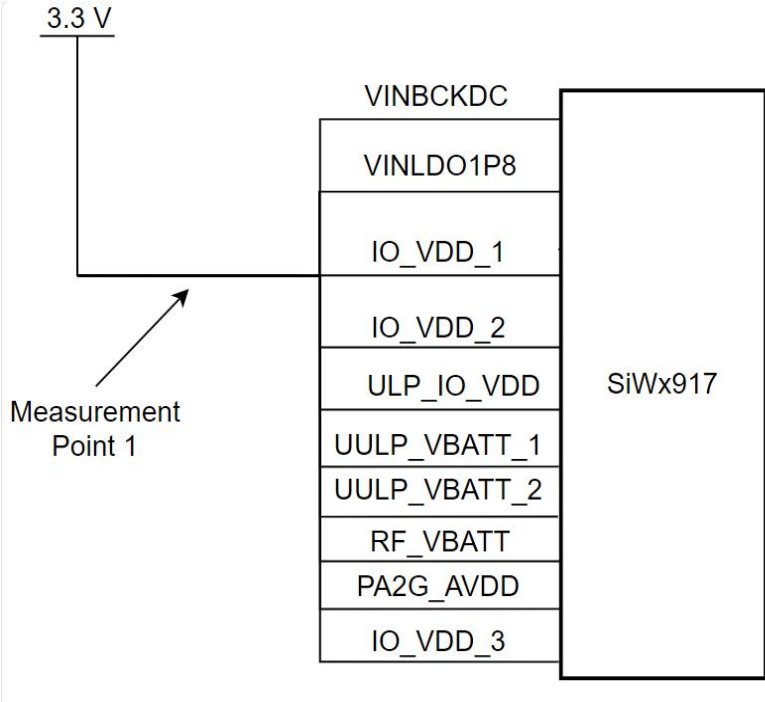 3.3 V
VINBCKDC
VINLDO1P8
IO_VDD_1
IO_VDD_2
ULP_IO_VDD
SiWx917
Measurement
Point 1
UULP_VBATT_1
UULP_VBATT_2
RF_VBATT
PA2G_AVDD
IO_VDD_3